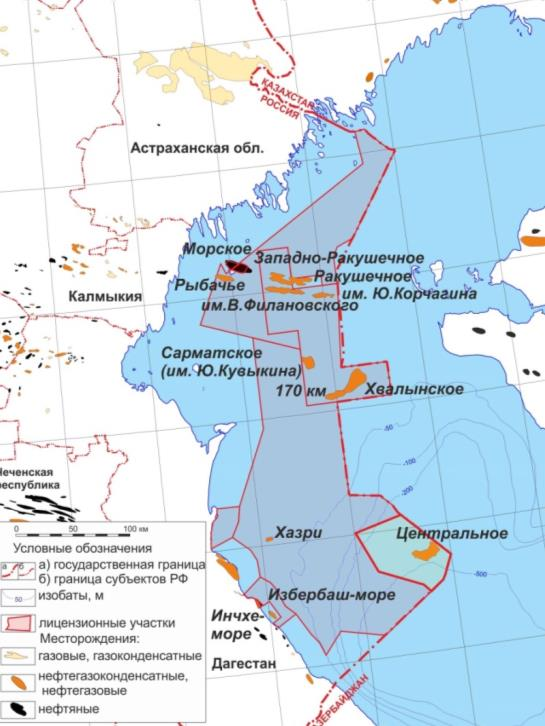 КАЗАХСТАН
РОССИЯ
Астраханская обл.
Морское
Западно-Ракушечное
Ракушечное
Рыбачье
им. Ю.Корчагина
Калмыкия
им.В.Филановского
Сарматское
(им. Ю.Кувыкина)
170 км
Хвалынское
-50
-100
-200
Чеченская
республика
0 50 100 км
Хазри
Центральное
-500
Условные обозначения
а б
а) государственная граница
б) граница субъектов РФ
50
изобаты, м
Избербаш-море
лицензионные участки
Инчхе-
море
Месторождения:
газовые, газоконденсатные
Дагестан
нефтегазоконденсатные,
нефтегазовые
нефтяные
АЗЕРБАЙДЖАН